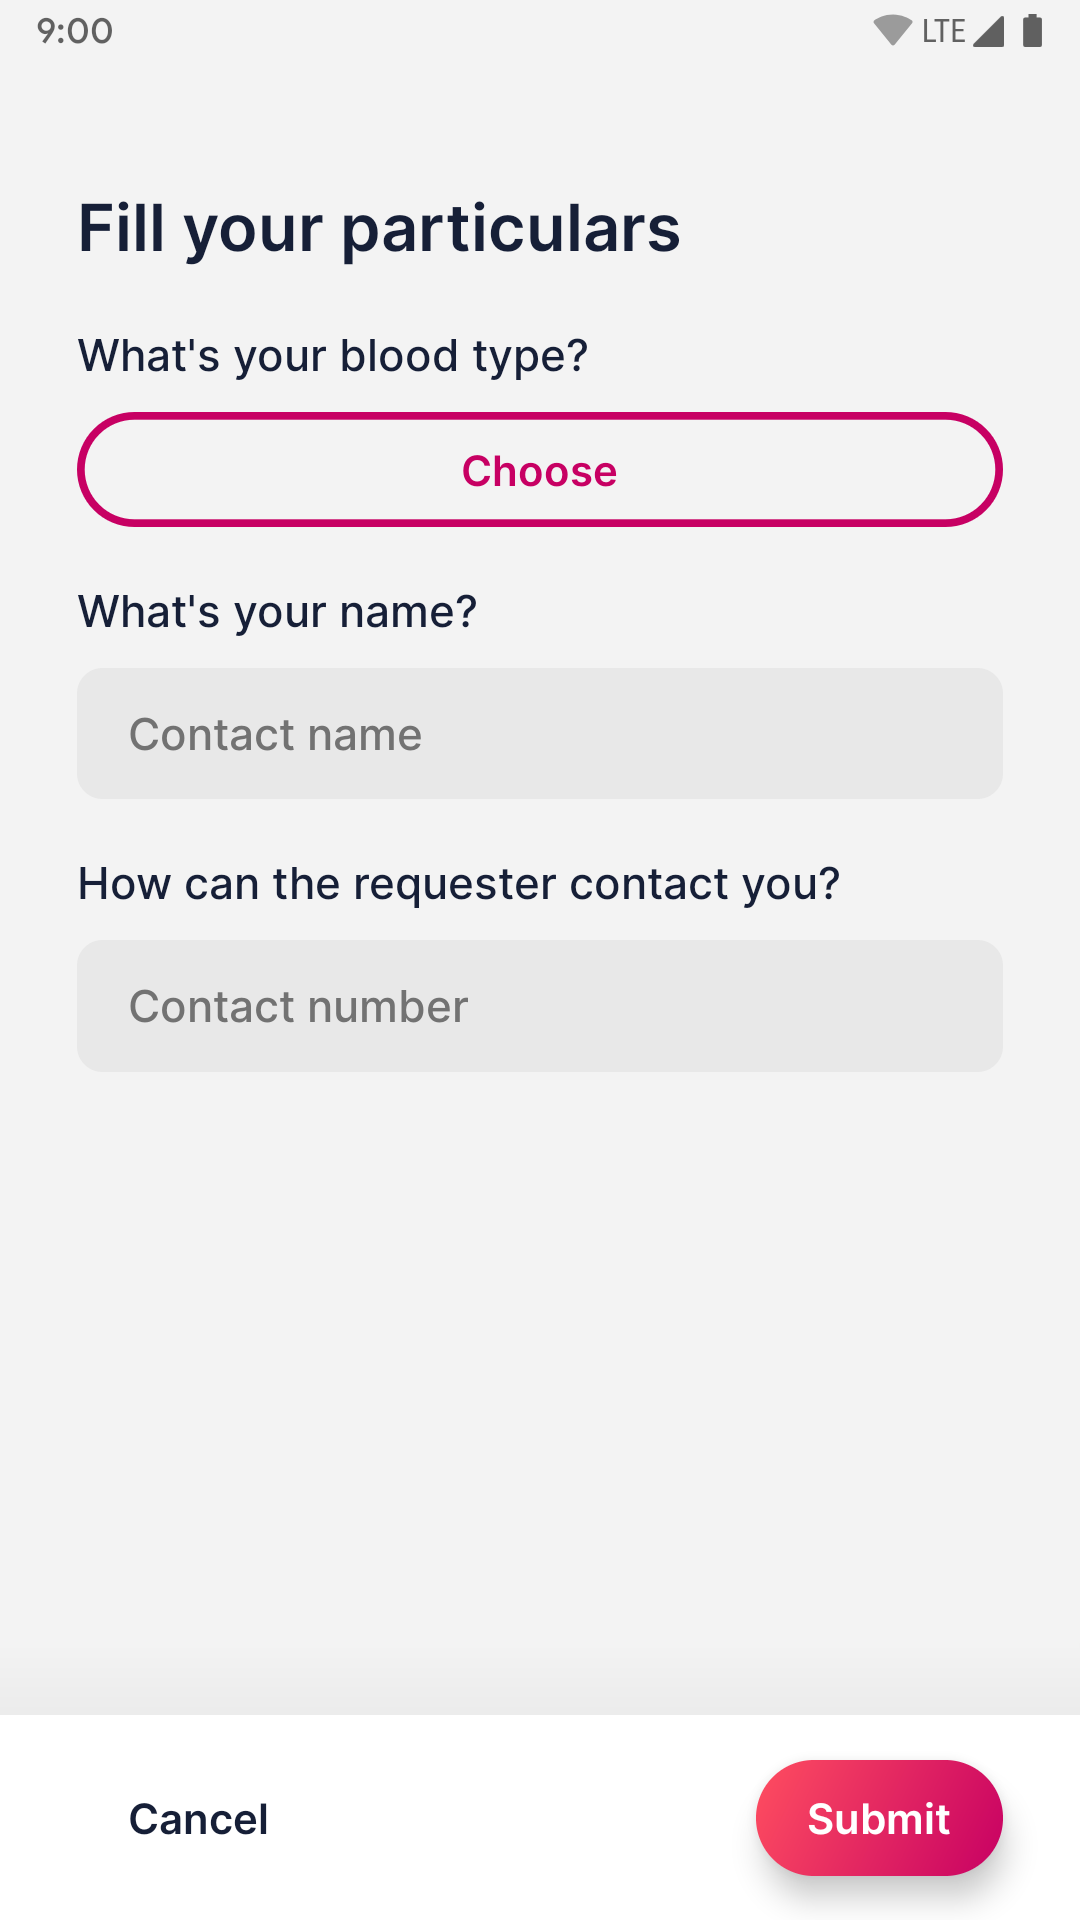 9:00 LTE
Fill your particulars
What's your blood type?
Choose
What's your name?
Contact name
How can the requester contact you?
Contact number
Cancel Submit